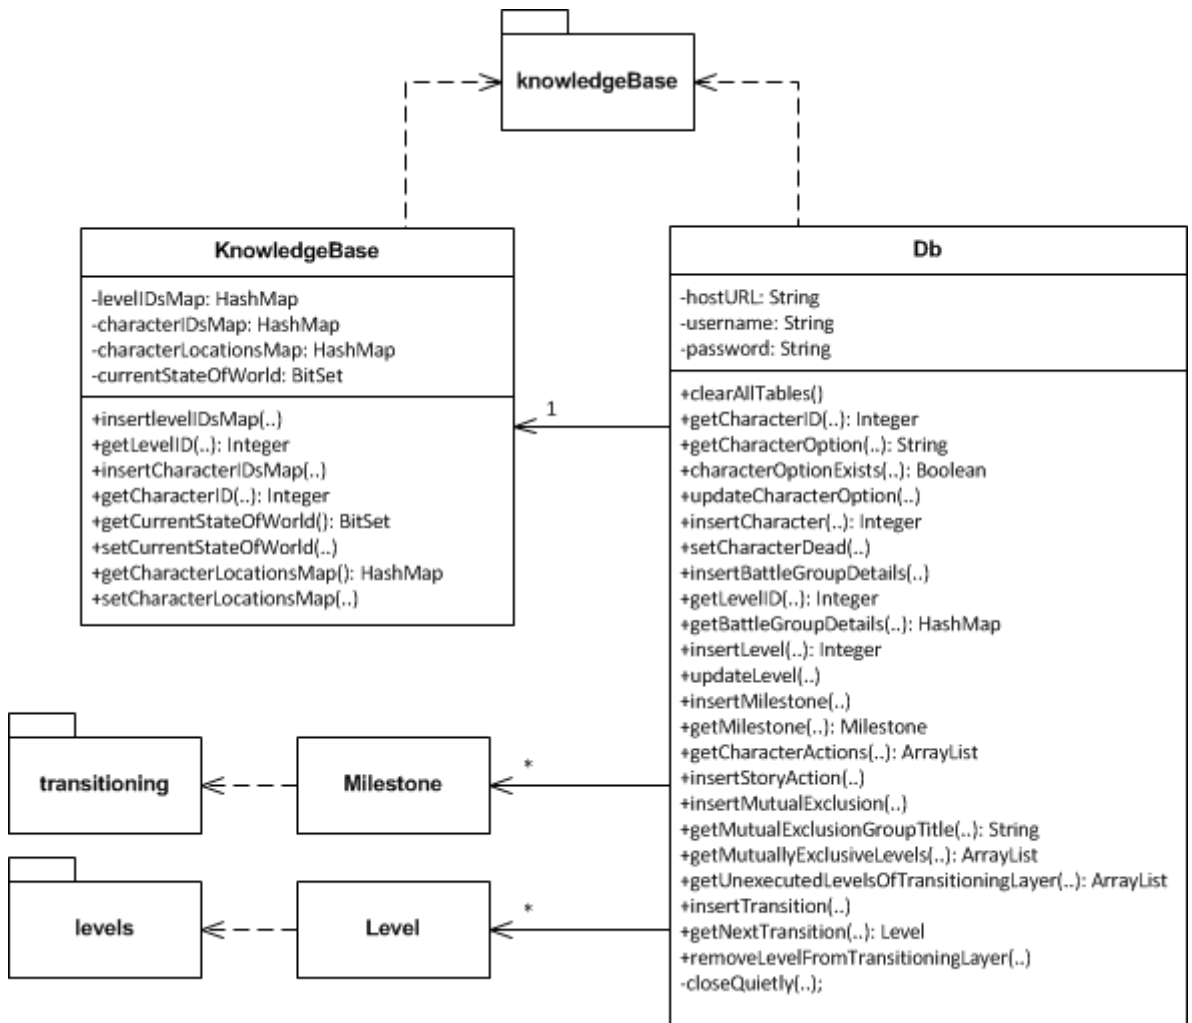 knowledgeBase
KnowledgeBase
-levelIDsMap: HashMap
-characterIDsMap: HashMap
-characterLocationsMap: HashMap
-currentStateOfWorld: BitSet
+insertlevelIDsMap(..)
+getLevelID(..): Integer
+insertCharacterIDsMap(..)
+getCharacterID(..): Integer
+getCurrentStateOfWorld(): BitSet
+setCurrentStateOfWorld(..)
+getCharacterLocationsMap(): HashMap
+setCharacterLocationsMap(..)
1
Db
-hostURL: String
-username: String
-password: String
+clearAllTables()
+getCharacterID(..): Integer
+getCharacterOption(..): String
+characterOptionExists(..): Boolean
+updateCharacterOption(..)
+insertCharacter(..): Integer
+setCharacterDead(..)
+insertBattleGroupDetails(..)
+getLevelID(..): Integer
+getBattleGroupDetails(..): HashMap
+insertLevel(..): Integer
+updateLevel(..)
+insertMilestone(..)
+getMilestone(..): Milestone
+getCharacterActions(..): ArrayList
+insertStoryAction(..)
+insertMutualExclusion(..)
+getMutualExclusionGroupTitle(..): String
+getMutuallyExclusiveLevels(..): ArrayList
+getUnexecutedLevelsOfTransitioningLayer(..): ArrayList
+insertTransition(..)
+getNextTransition(..): Level
+removeLevelFromTransitioningLayer(..)
-closeQuietly(..);
transitioning
Milestone
*
levels
Level
*